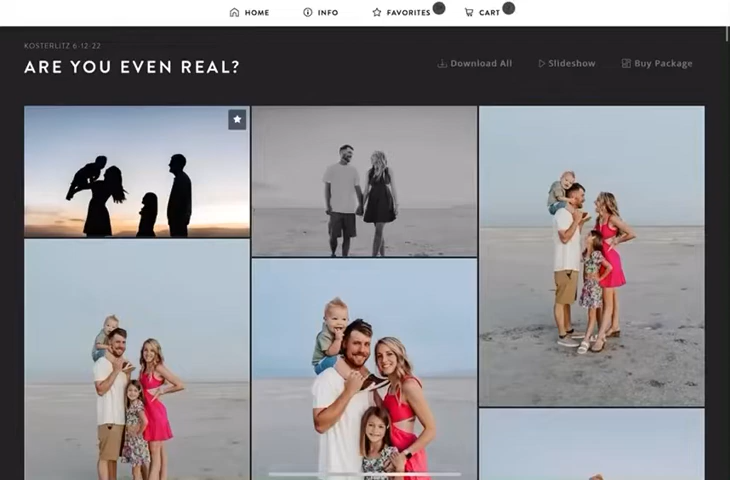 HOME INFO FAVORITES CART
KOSTERLITZ 6-12-22
ARE YOU EVEN REAL?
Download All Slideshow Buy Package